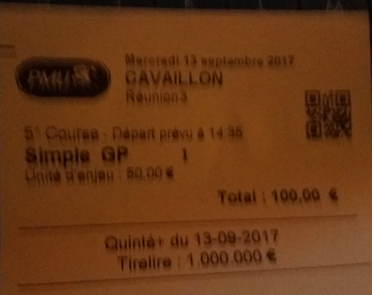 PMU
Mercredi 13 septembre 2017
CAVAILLON
Réunion3
5° Course - Départ prévu à 14:35
Simple GP 1
Unité d'enjeu : 50.00 €
Total : 100.00 €
Quinté+ du 13-09-2017
Tirelire : 1.000.000 €